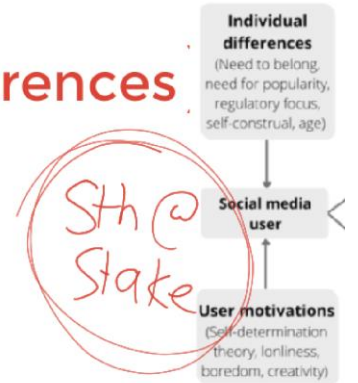 Individual
differences
(Need to belong,
need for popularity,
regulatory focus,
self-construal, age)
rences
Sth @
Stake
Social media
user
User motivations
(Self-determination
theory, lonliness,
boredom, creativity)